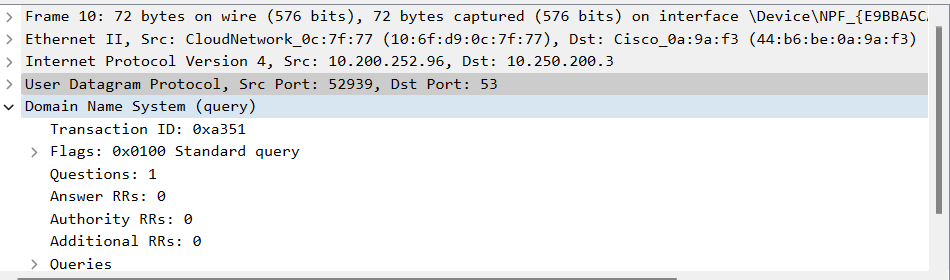 Frame 10: 72 bytes on wire (576 bits), 72 bytes captured (576 bits) on interface \Device\NPF_{E9BBA5C
Ethernet II, Src: CloudNetwork_0c:7f:77 (10:6f:d9:0c:7f:77), Dst: Cisco_0a:9a:f3 (44:b6:be:0a:9a:f3)
Internet Protocol Version 4, Src: 10.200.252.96, Dst: 10.250.200.3
User Datagram Protocol, Src Port: 52939, Dst Port: 53
Domain Name System (query)
Transaction ID: 0xa351
Flags: 0x0100 Standard query
Questions: 1
Answer RRs: 0
Authority RRs: 0
Additional RRs: 0
Queries